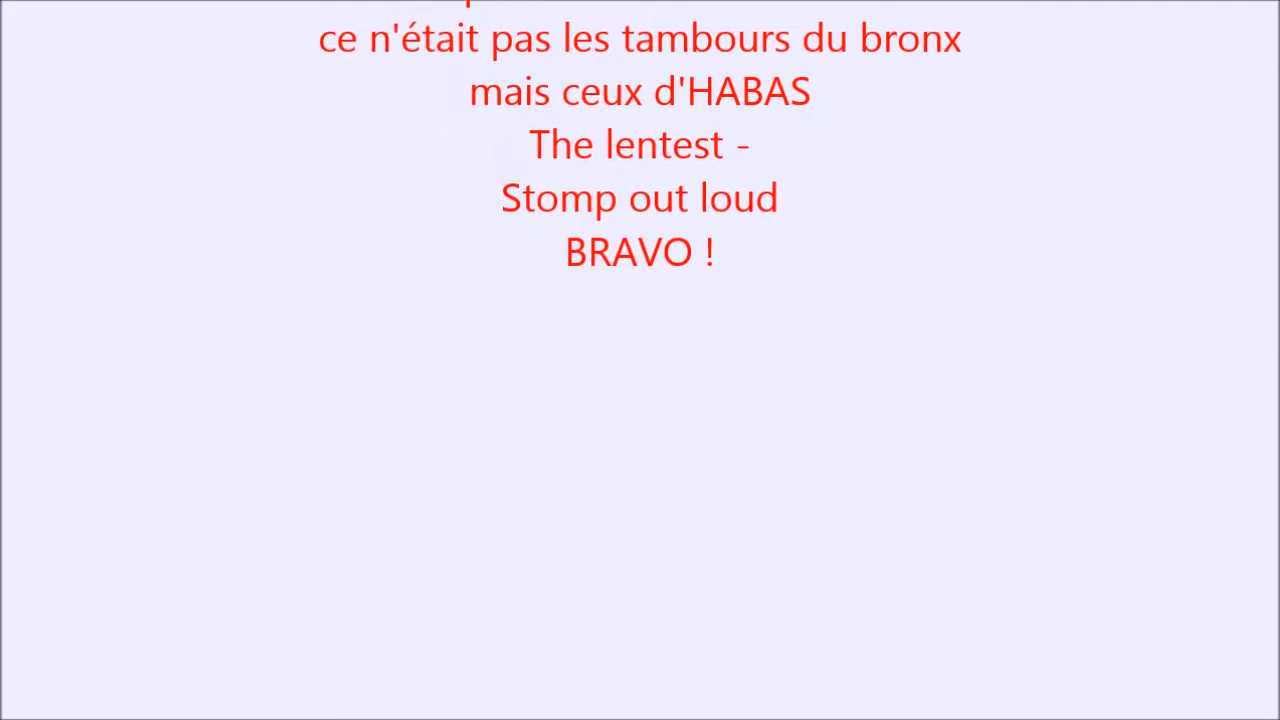 ce n'était pas les tambours du bronx
mais ceux d'HABAS
The lentest -
Stomp out loud
BRAVO !